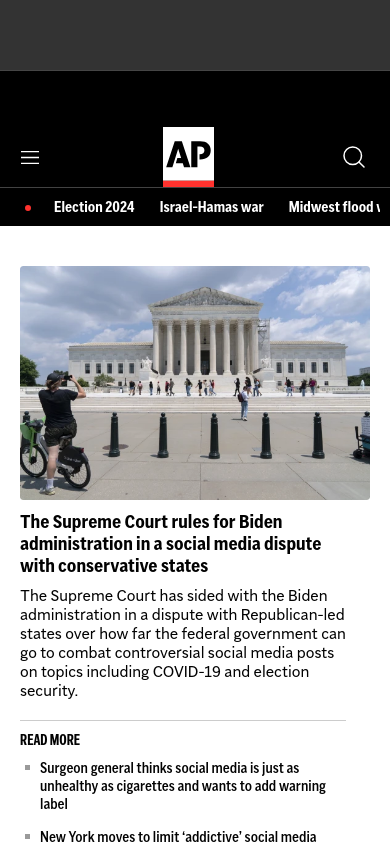 AP
Election 2024 Israel-Hamas war Midwest flood
The Supreme Court rules for Biden
administration in a social media dispute
with conservative states
The Supreme Court has sided with the Biden
administration in a dispute with Republican-led
states over how far the federal government can
go to combat controversial social media posts
on topics including COVID-19 and election
security.
READ MORE
Surgeon general thinks social media is just as
unhealthy as cigarettes and wants to add warning
label
New York moves to limit ‘addictive’ social media